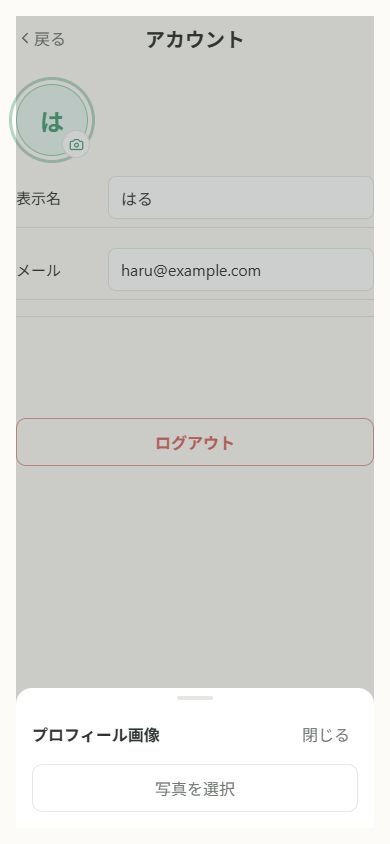 戻る
アカウント
は
表示名
はる
メール
haru@example.com
ログアウト
プロフィール画像
閉じる
写真を選択